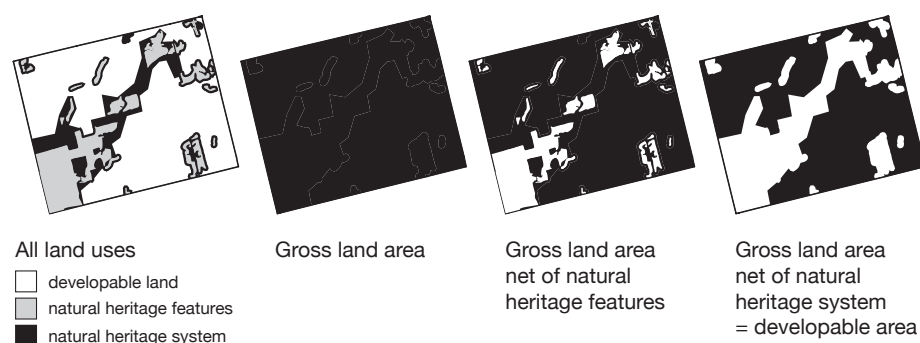 All land uses
developable land
natural heritage features
natural heritage system
Gross land area
Gross land area
net of natural
heritage features
Gross land area
net of natural
heritage system
= developable area